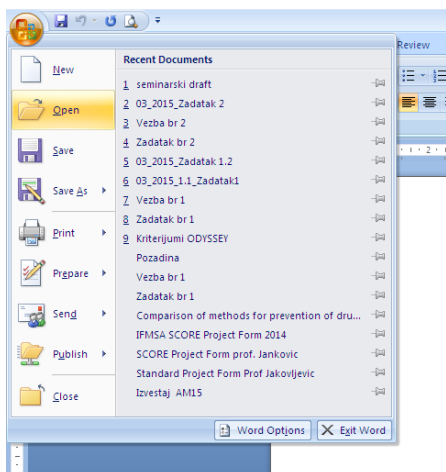 Review
New
Open
Save
Save As
Print
Prepare
Send
Publish
Close
Recent Documents
1 seminarski draft
2 03_2015_Zadatak 2
3 Vezba br 2
4 Zadatak br 2
5 03_2015_Zadatak 1.2
6 03_2015_1.1_Zadatak1
7 Vezba br 1
8 Zadatak br 1
9 Kriterijumi ODYSSEY
Pozadina
Vezba br 1
Zadatak br 1
Comparison of methods for prevention of dru...
IFMSA SCORE Project Form 2014
SCORE Project Form prof. Jankovic
Standard Project Form Prof Jakovljevic
Izvestaj AM15
Word Options
Exit Word
1 · 2